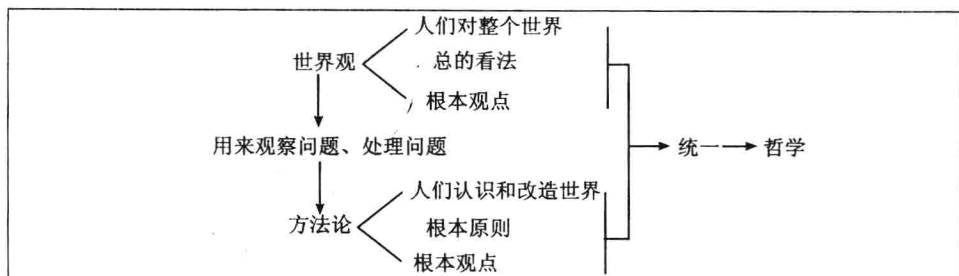 人们对整个世界
世界观
总的看法
根本观点
用来观察问题、处理问题
统一
哲学
人们认识和改造世界
方法论
根本原则
根本观点